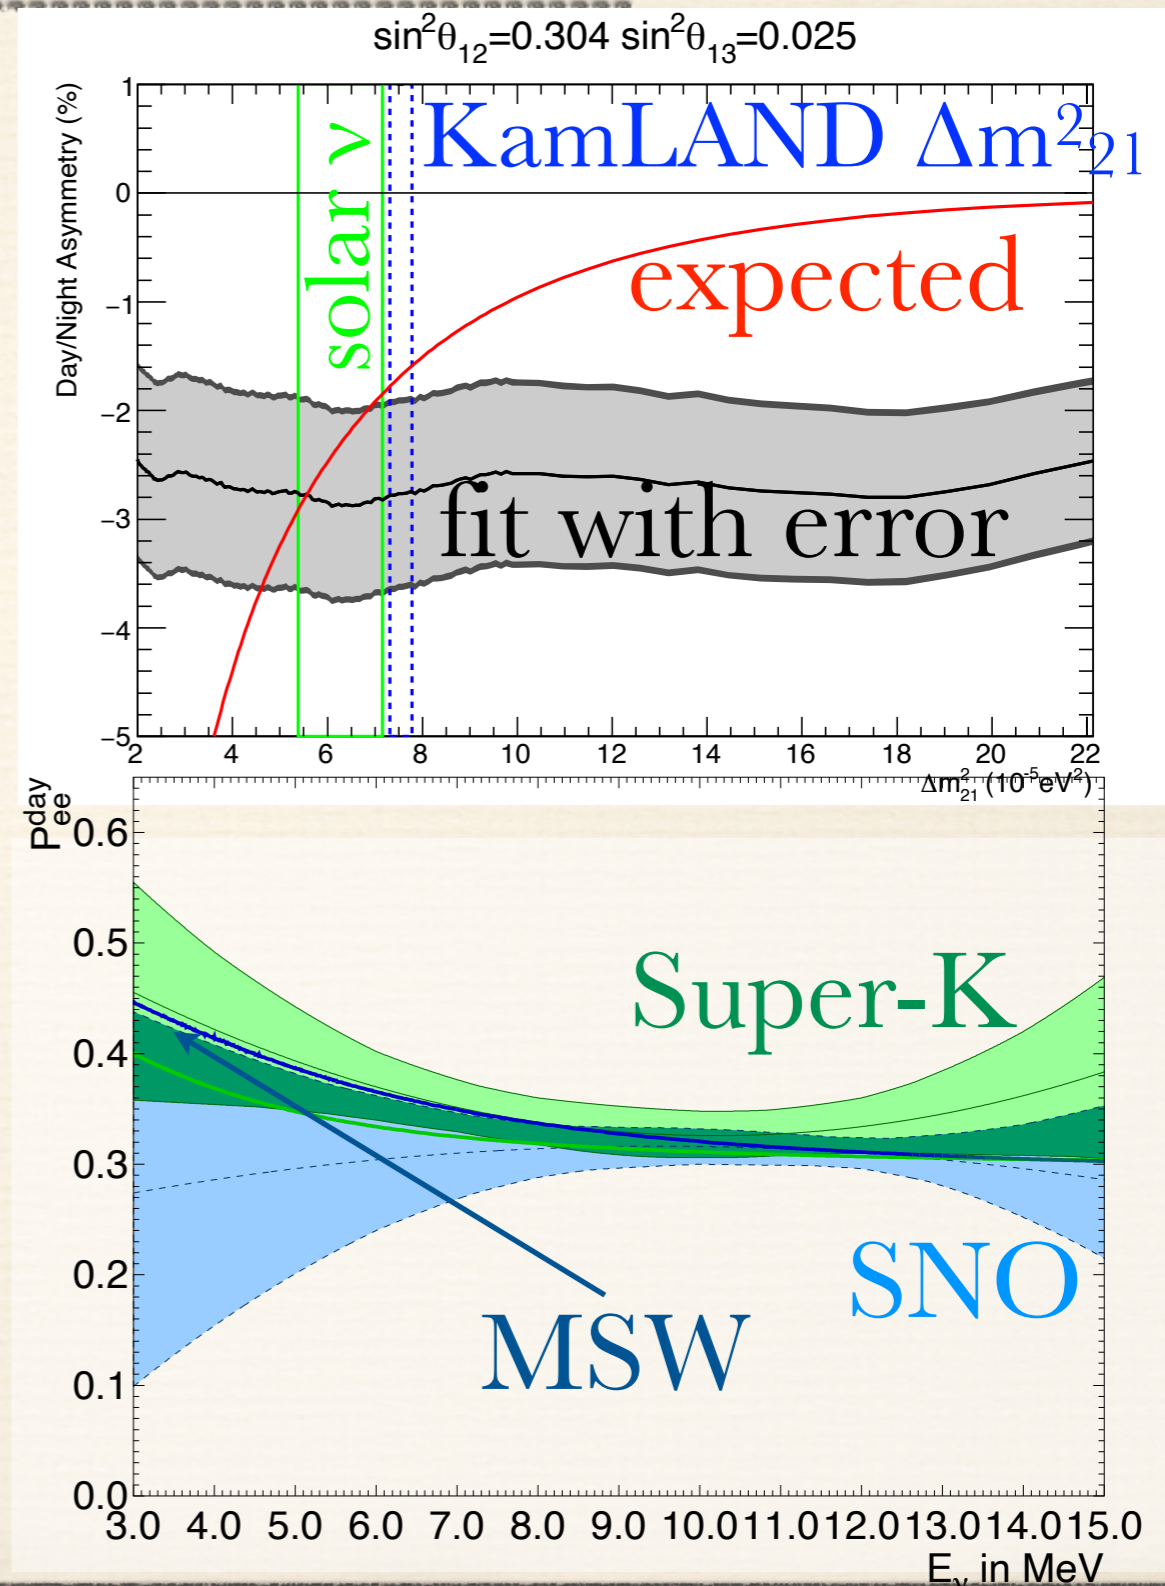 sin²θ₁₂=0.304 sin²θ₁₃=0.025
Day/Night Asymmetry (%)
1
0
−1
−2
−3
−4
−5
solar ν
KamLAND Δm²₂₁
expected
fit with error
2 4 6 8 10 12 14 16 18 20 22
Δm²₂₁ (10⁻⁵eV²)
P^day_ee
0.6
0.5
0.4
0.3
0.2
0.1
0.0
Super-K
SNO
MSW
3.0 4.0 5.0 6.0 7.0 8.0 9.0 10.0 11.0 12.0 13.0 14.0 15.0
Eν in MeV